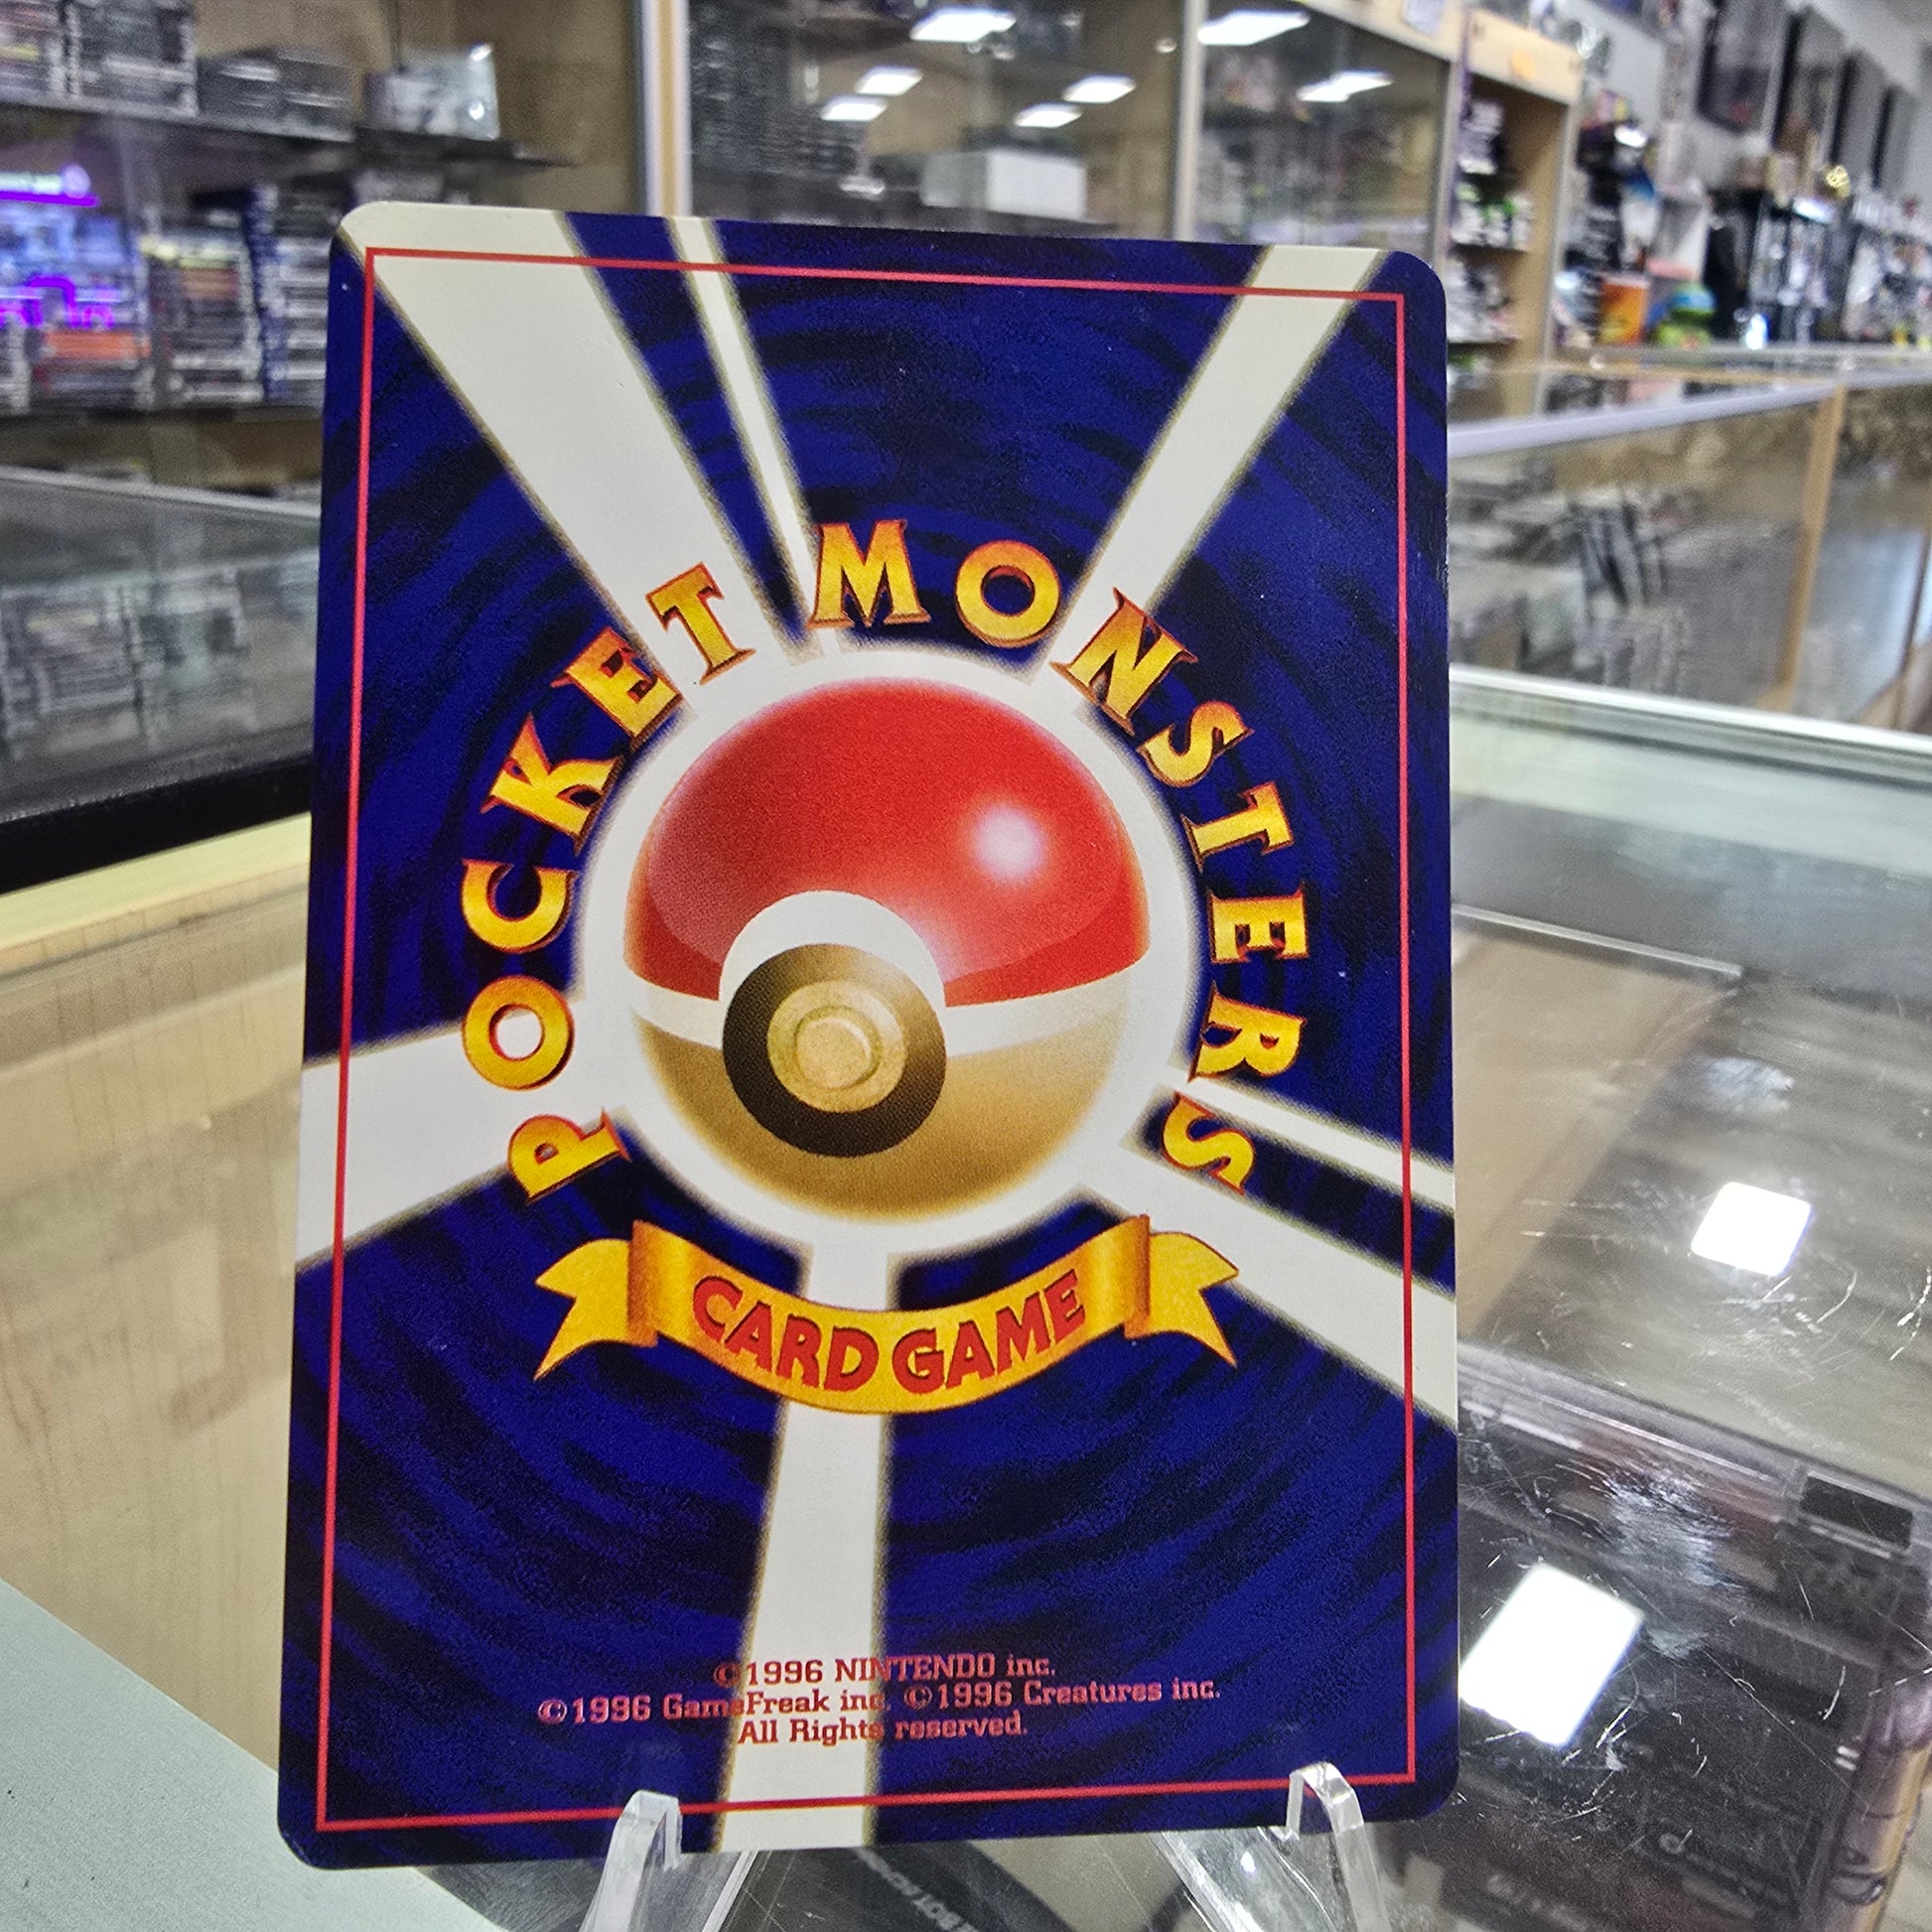 POCKET MONSTERS
CARD GAME
©1996 NINTENDO inc.
©1996 GameFreak inc. ©1996 Creatures inc.
All Rights reserved.